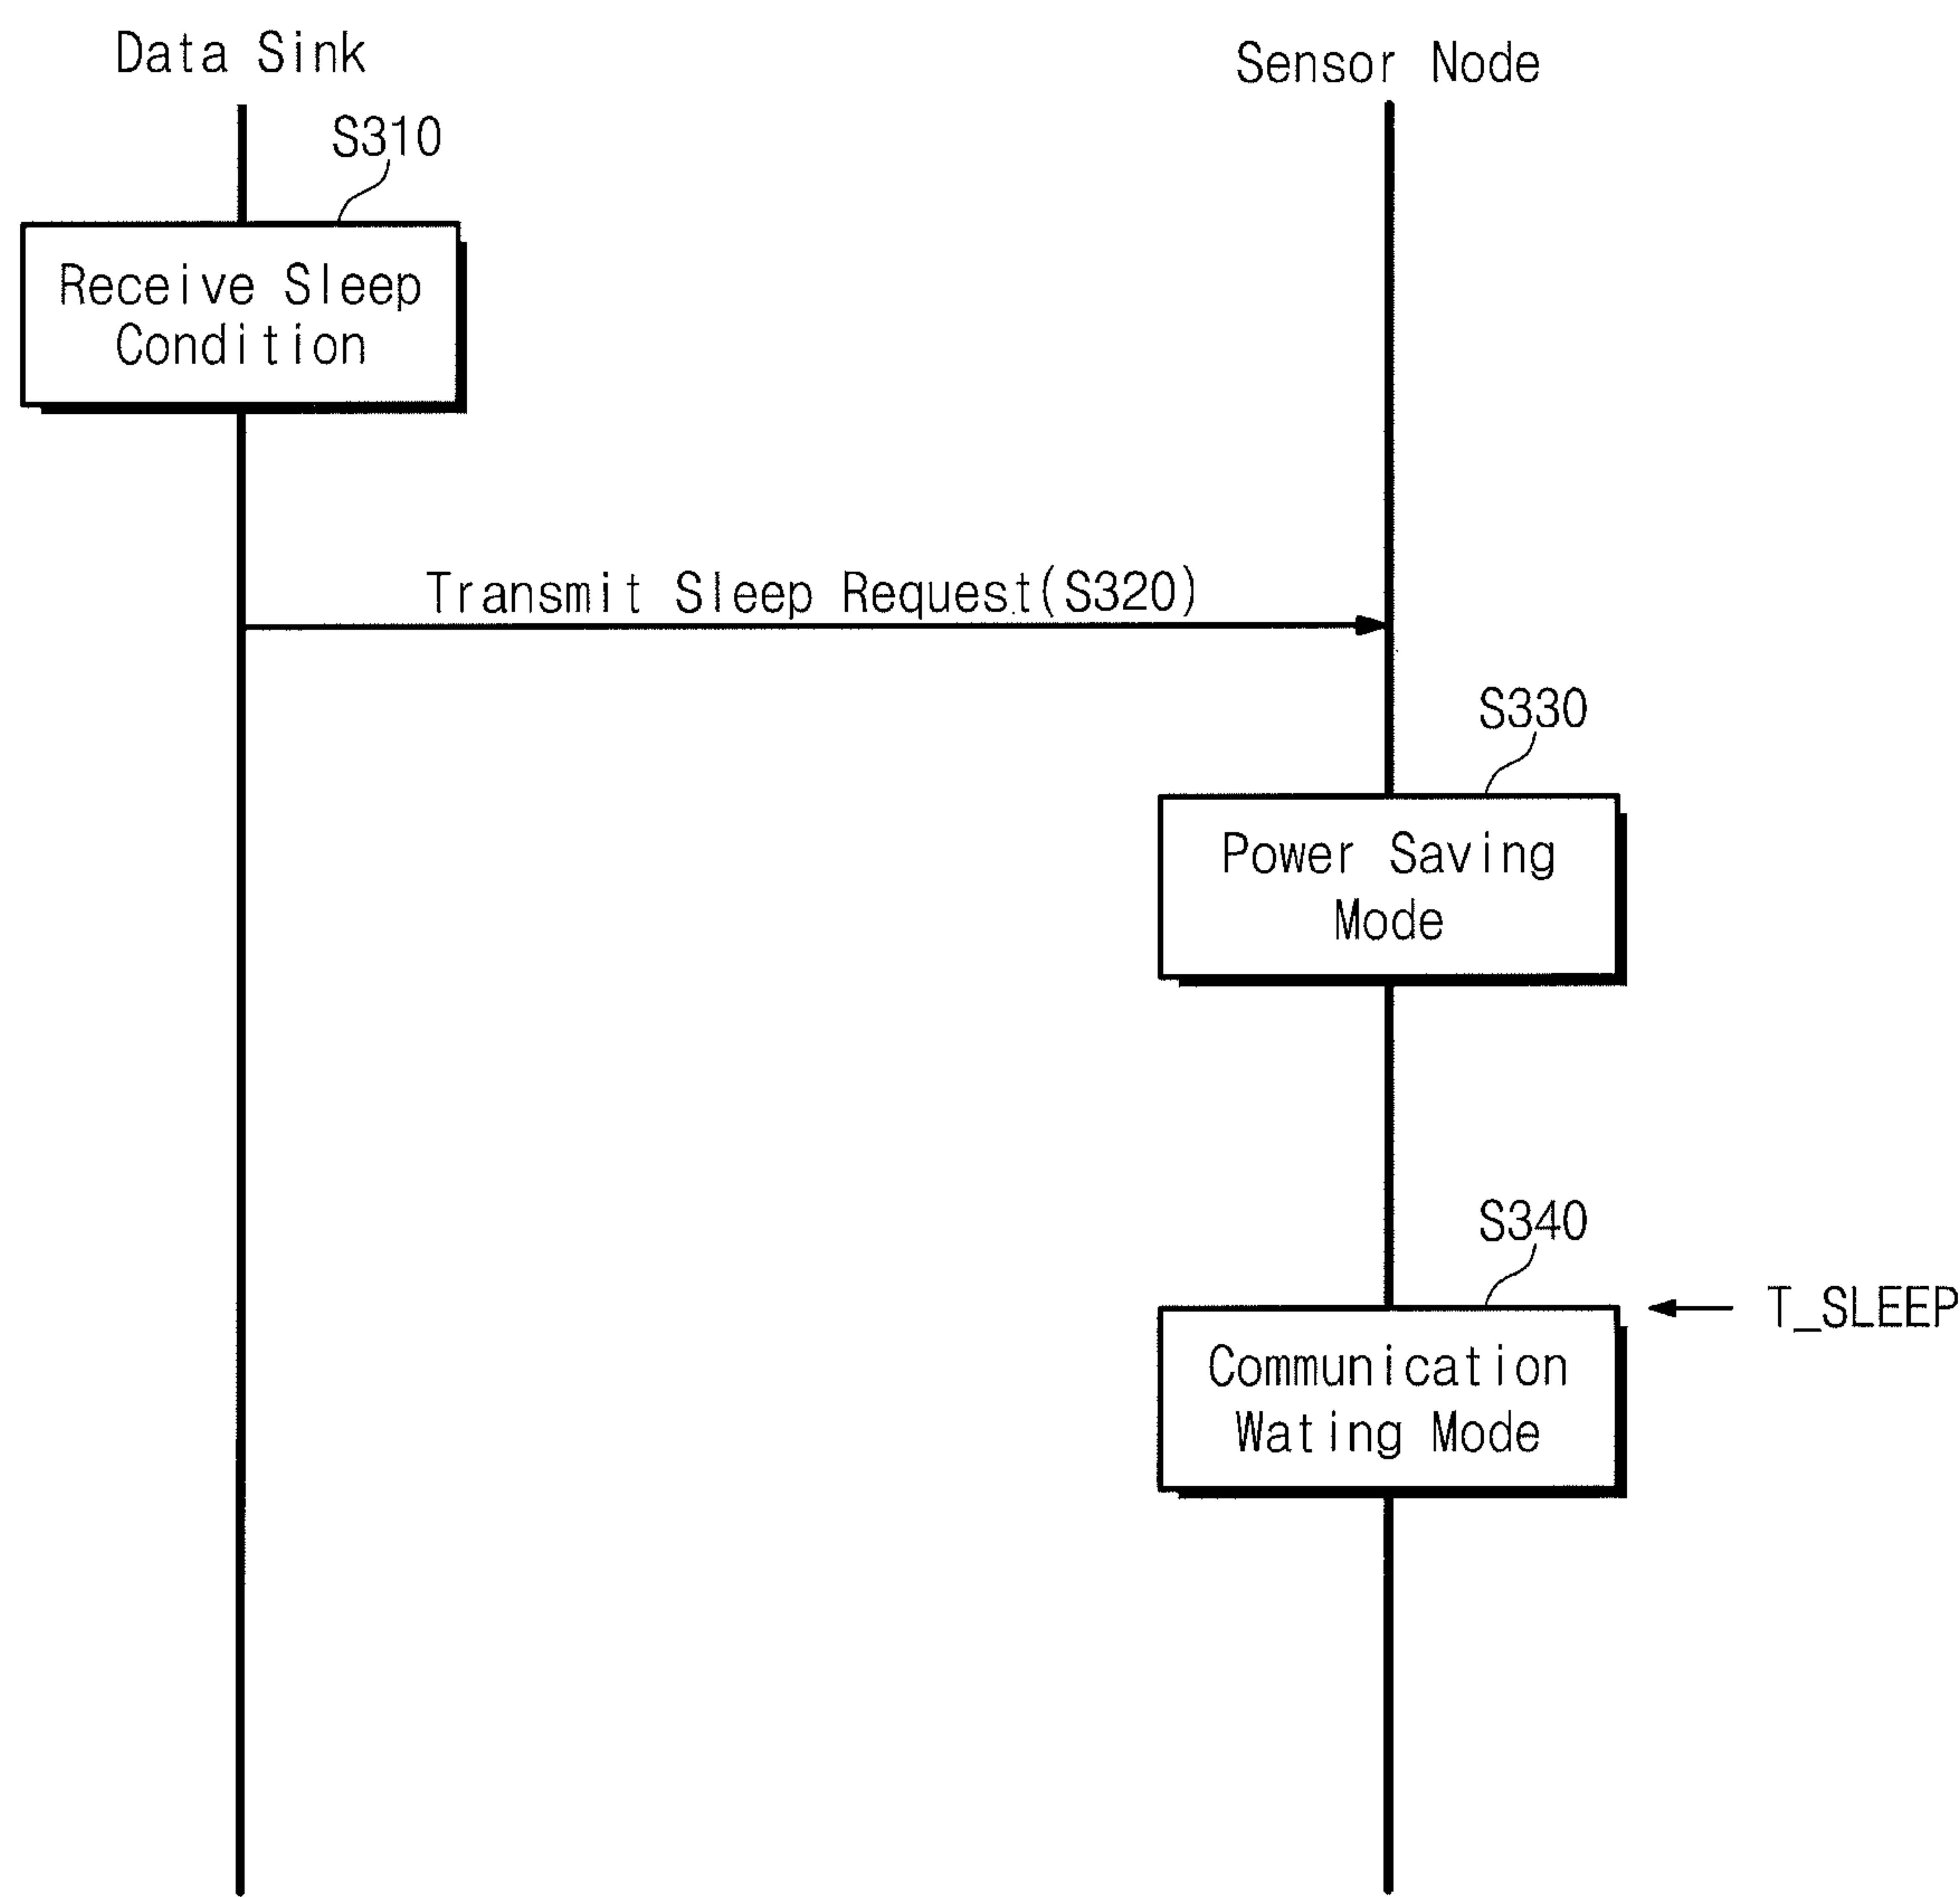 Data Sink
Sensor Node
S310
Receive Sleep
Condition
Transmit Sleep Request(S320)
S330
Power Saving
Mode
S340
T_SLEEP
Communication
Wating Mode